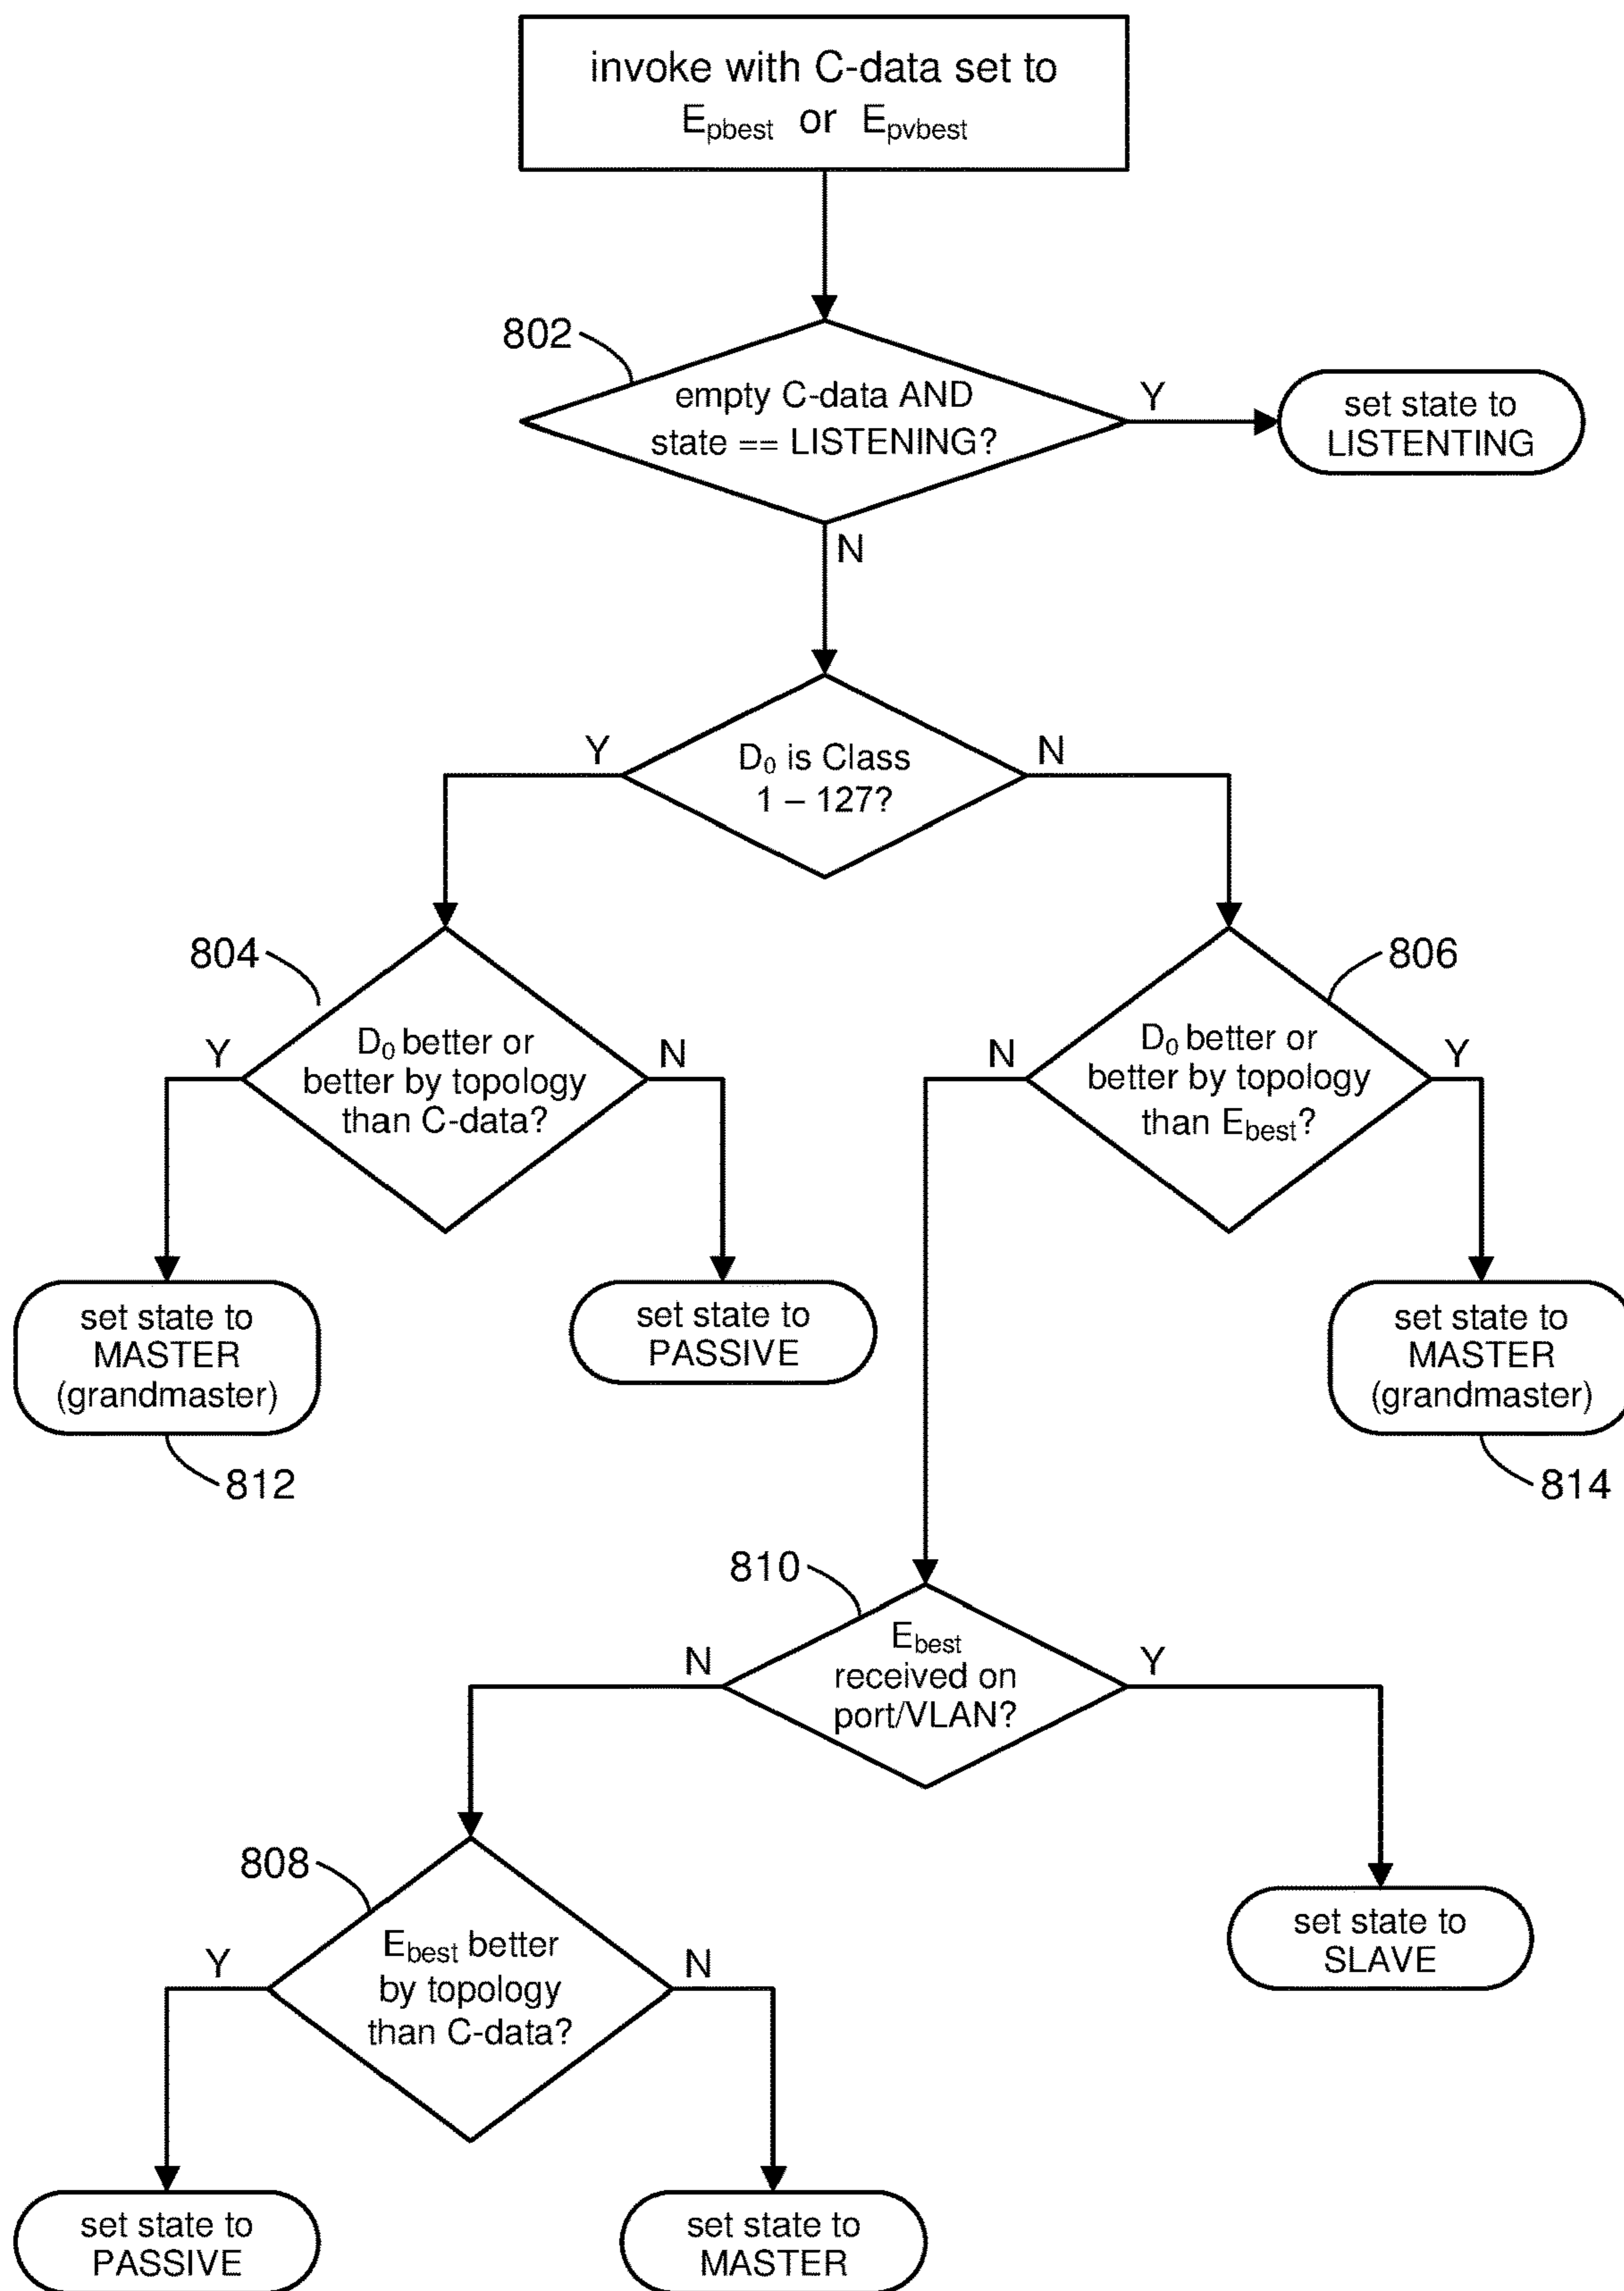 invoke with C-data set to
Epbest or Epvbest
802
empty C-data AND
state == LISTENING?
Y
set state to
LISTENTING
N
Y
D0 is Class
1 – 127?
N
804
Y
D0 better or
better by topology
than C-data?
N
806
N
D0 better or
better by topology
than Ebest?
Y
set state to
MASTER
(grandmaster)
812
set state to
PASSIVE
set state to
MASTER
(grandmaster)
814
810
N
Ebest
received on
port/VLAN?
Y
808
Y
Ebest better
by topology
than C-data?
N
set state to
SLAVE
set state to
PASSIVE
set state to
MASTER